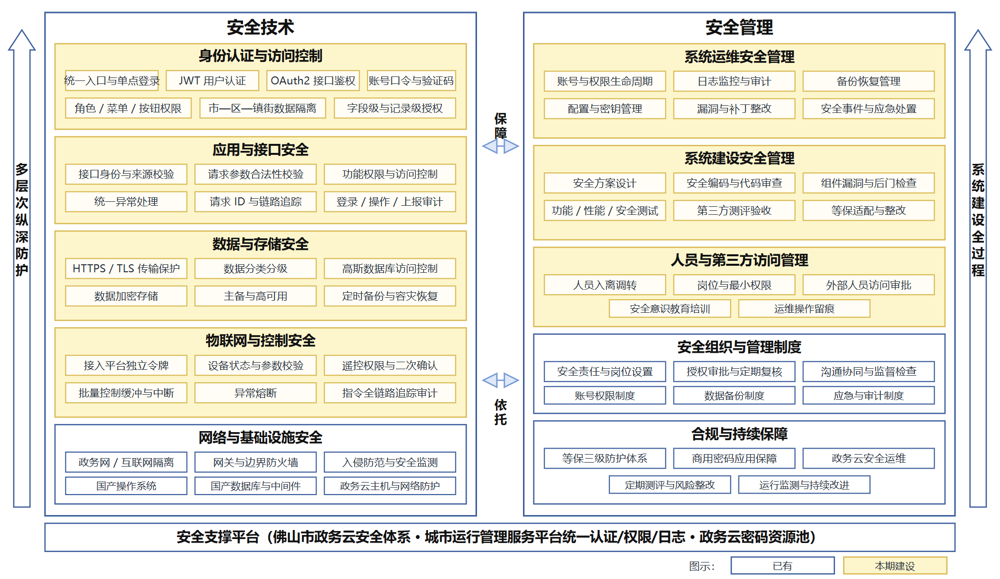 安全技术
身份认证与访问控制
统一入口与单点登录
JWT 用户认证
OAuth2 接口鉴权
账号口令与验证码
角色 / 菜单 / 按钮权限
市—区—镇街数据隔离
字段级与记录级授权
应用与接口安全
接口身份与来源校验
请求参数合法性校验
功能权限与访问控制
统一异常处理
请求 ID 与链路追踪
登录 / 操作 / 上报审计
数据与存储安全
HTTPS / TLS 传输保护
数据分类分级
高斯数据库访问控制
数据加密存储
主备与高可用
定时备份与容灾恢复
物联网与控制安全
接入平台独立令牌
设备状态与参数校验
遥控权限与二次确认
批量控制缓冲与中断
异常熔断
指令全链路追踪审计
网络与基础设施安全
政务网 / 互联网隔离
网关与边界防火墙
入侵防范与安全监测
国产操作系统
国产数据库与中间件
政务云主机与网络防护
多层次纵深防护
保障
依托
安全管理
系统运维安全管理
账号与权限生命周期
日志监控与审计
备份恢复管理
配置与密钥管理
漏洞与补丁整改
安全事件与应急处置
系统建设安全管理
安全方案设计
安全编码与代码审查
组件漏洞与后门检查
功能 / 性能 / 安全测试
第三方测评验收
等保适配与整改
人员与第三方访问管理
人员入离调转
岗位与最小权限
外部人员访问审批
安全意识教育培训
运维操作留痕
安全组织与管理制度
安全责任与岗位设置
授权审批与定期复核
沟通协同与监督检查
账号权限制度
数据备份制度
应急与审计制度
合规与持续保障
等保三级防护体系
商用密码应用保障
政务云安全运维
定期测评与风险整改
运行监测与持续改进
系统建设全过程
安全支撑平台（佛山市政务云安全体系·城市运行管理服务平台统一认证/权限/日志·政务云密码资源池）
图示：
已有
本期建设